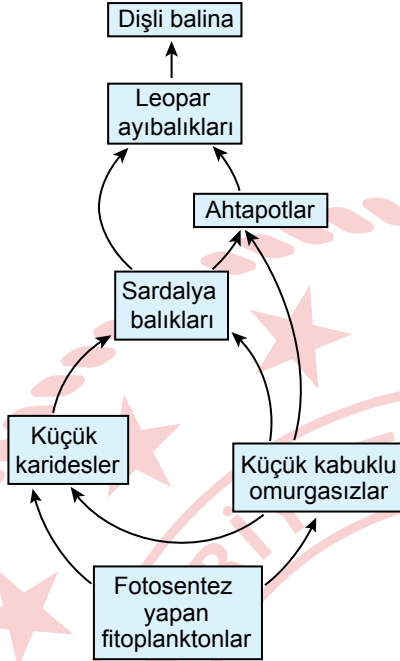 Dişli balina
Leopar
ayıbalıkları
Ahtapotlar
Sardalya
balıkları
Küçük
karidesler
Küçük kabuklu
omurgasızlar
Fotosentez
yapan
fitoplanktonlar